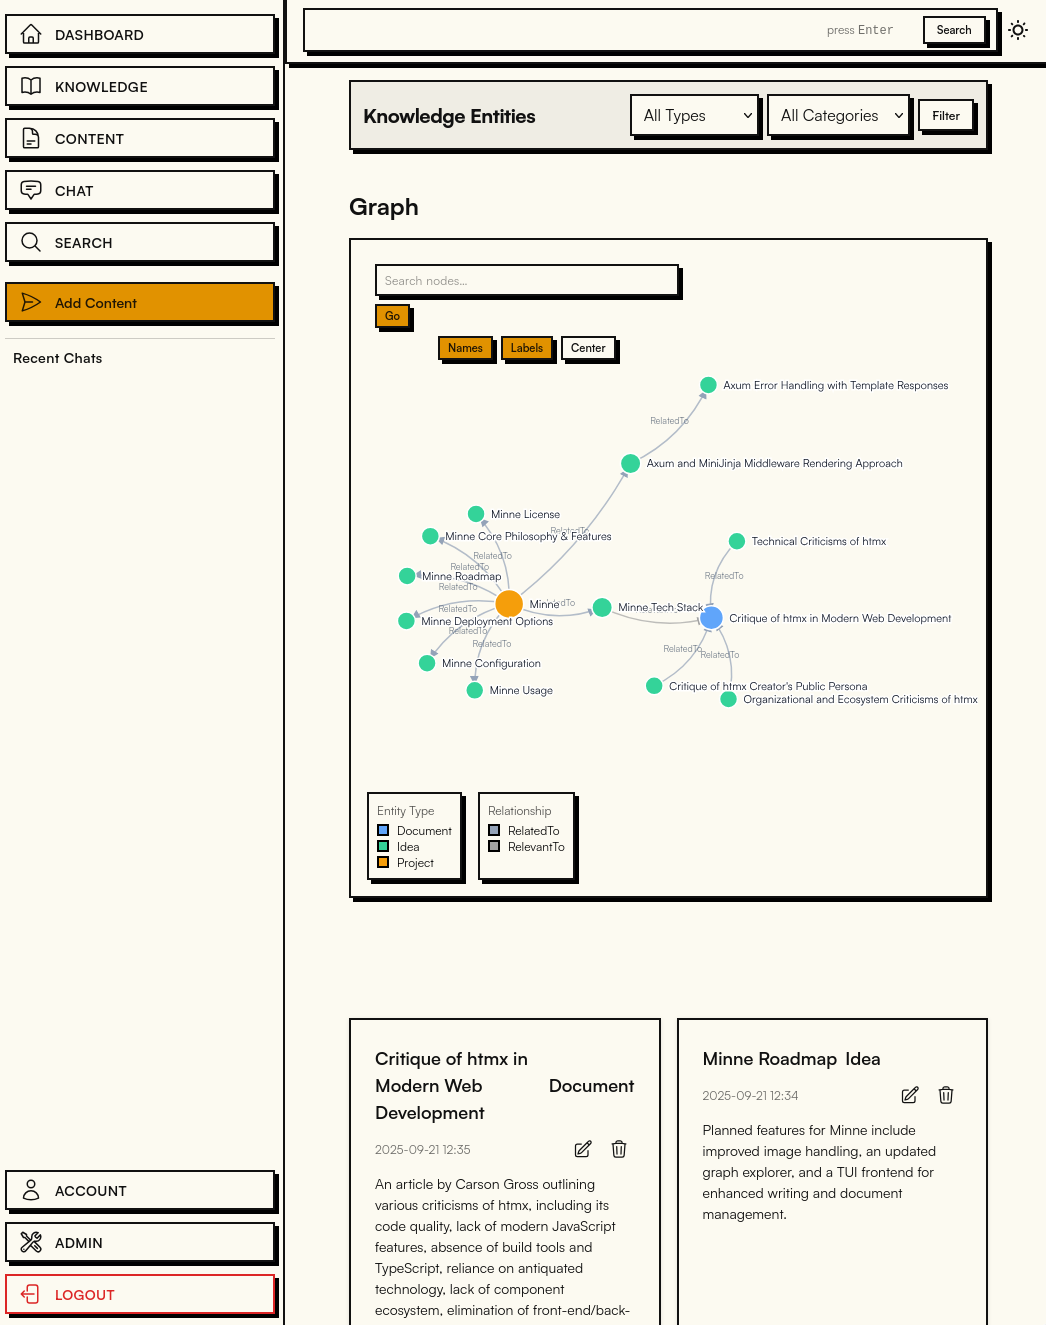 DASHBOARD
KNOWLEDGE
CONTENT
CHAT
SEARCH
Add Content
Recent Chats
ACCOUNT
ADMIN
LOGOUT
press Enter
Search
Knowledge Entities
All Types
All Categories
Filter
Graph
Search nodes...
Go
Names
Labels
Center
Axum Error Handling with Template Responses
RelatedTo
Axum and MiniJinja Middleware Rendering Approach
Minne License
RelatedTo
Minne Core Philosophy & Features
Technical Criticisms of htmx
RelatedTo
RelatedTo
Minne Roadmap
RelatedTo
RelatedTo
Minne
RelatedTo
Minne Tech Stack
Critique of htmx in Modern Web Development
Minne Deployment Options
RelatedTo
RelatedTo
RelatedTo
RelatedTo
Minne Configuration
Critique of htmx Creator's Public Persona
Minne Usage
Organizational and Ecosystem Criticisms of htmx
Entity Type
Document
Idea
Project
Relationship
RelatedTo
RelevantTo
Critique of htmx in
Modern Web
Development
Document
2025-09-21 12:35
An article by Carson Gross outlining
various criticisms of htmx, including its
code quality, lack of modern JavaScript
features, absence of build tools and
TypeScript, reliance on antiquated
technology, lack of component
ecosystem, elimination of front-end/back-
Minne Roadmap Idea
2025-09-21 12:34
Planned features for Minne include
improved image handling, an updated
graph explorer, and a TUI frontend for
enhanced writing and document
management.